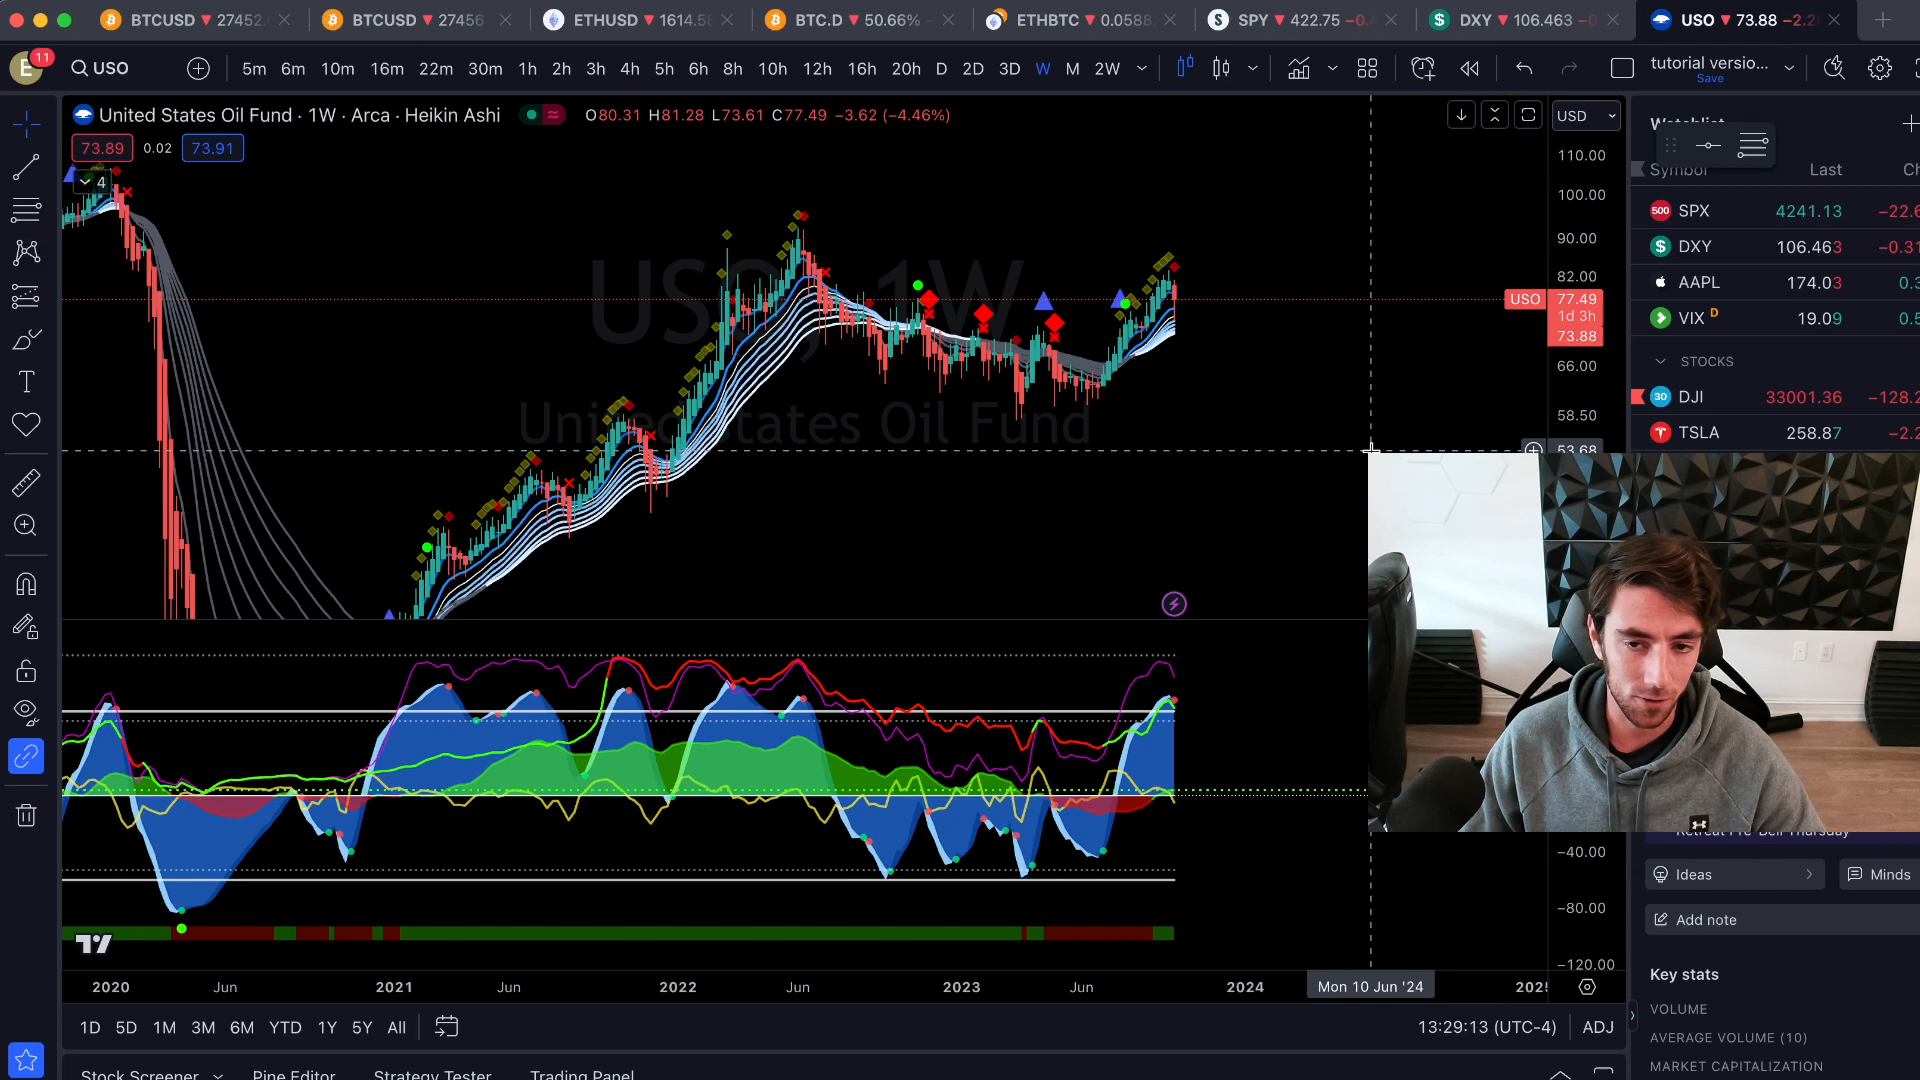 BTCUSD ▼ 27452.
BTCUSD ▼ 27456
ETHUSD ▼ 1614.5
BTC.D ▼ 50.66%
ETHBTC ▼ 0.0588
SPY ▼ 422.75 −0.4
DXY ▼ 106.463 −0
USO ▼ 73.88 −2.2
E 11
USO
5m 6m 10m 16m 22m 30m 1h 2h 3h 4h 5h 6h 8h 10h 12h 16h 20h D 2D 3D W M 2W
tutorial versio...
Save
United States Oil Fund · 1W · Arca · Heikin Ashi
O80.31 H81.28 L73.61 C77.49 −3.62 (−4.46%)
USD
73.89 0.02 73.91
4
USO, 1W
United States Oil Fund
110.00
100.00
90.00
82.00
USO 77.49
1d 3h
73.88
66.00
58.50
53.68
−40.00
−80.00
−120.00
2020 Jun 2021 Jun 2022 Jun 2023 Jun 2024 Mon 10 Jun '24
1D 5D 1M 3M 6M YTD 1Y 5Y All
13:29:13 (UTC-4) ADJ
Stock Screener Pine Editor Strategy Tester Trading Panel
Watchlist
Symbol Last
500 SPX 4241.13 −22.6
DXY 106.463 −0.31
AAPL 174.03 0.3
VIX D 19.09 0.5
STOCKS
30 DJI 33001.36 −128.2
TSLA 258.87 −2.2
Retreat Pre-Bell Thursday
Ideas
Minds
Add note
Key stats
VOLUME
AVERAGE VOLUME (10)
MARKET CAPITALIZATION